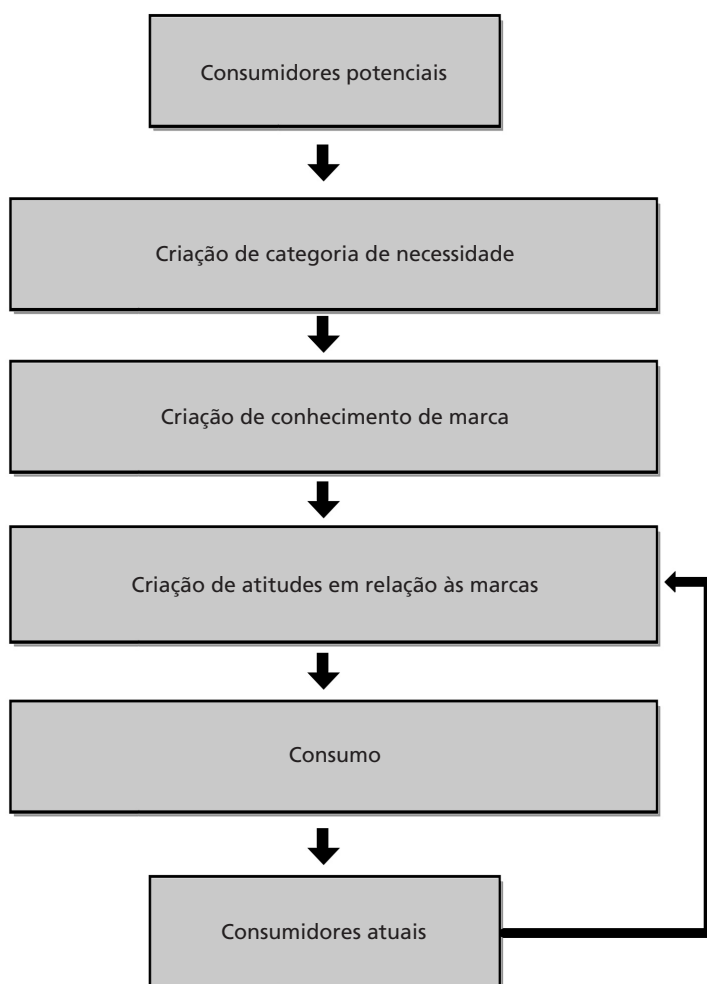 Consumidores potenciais
Criação de categoria de necessidade
Criação de conhecimento de marca
Criação de atitudes em relação às marcas
Consumo
Consumidores atuais